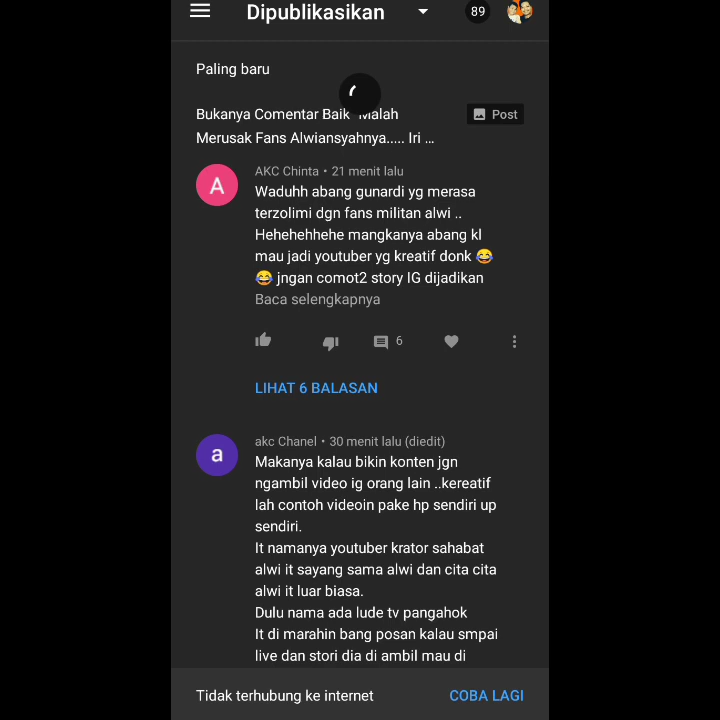 Dipublikasikan
89
Paling baru
Bukanya Comentar Baik Malah
Merusak Fans Alwiansyahnya..... Iri ...
Post
AKC Chinta • 21 menit lalu
A
Waduhh abang gunardi yg merasa
terzolimi dgn fans militan alwi ..
Hehehehhehe mangkanya abang kl
mau jadi youtuber yg kreatif donk 😂
😂 jngan comot2 story IG dijadikan
Baca selengkapnya
6
LIHAT 6 BALASAN
akc Chanel • 30 menit lalu (diedit)
a
Makanya kalau bikin konten jgn
ngambil video ig orang lain ..kereatif
lah contoh videoin pake hp sendiri up
sendiri.
It namanya youtuber krator sahabat
alwi it sayang sama alwi dan cita cita
alwi it luar biasa.
Dulu nama ada lude tv pangahok
It di marahin bang posan kalau smpai
live dan stori dia di ambil mau di
Tidak terhubung ke internet
COBA LAGI